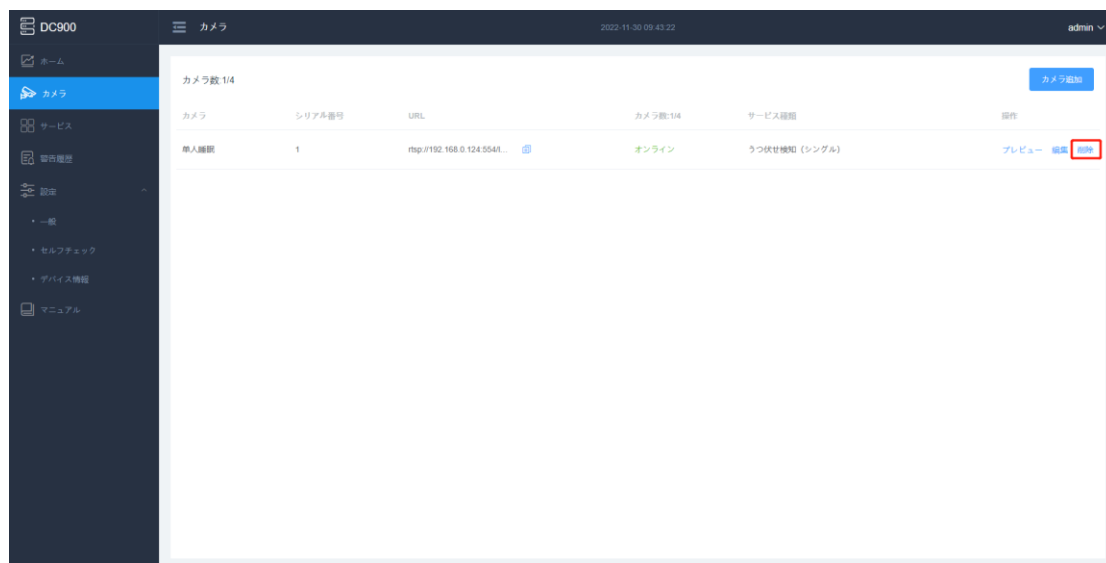 DC900
カメラ
2022-11-30 09:43:22
admin
ホーム
カメラ
サービス
警告履歴
設定
一般
セルフチェック
デバイス情報
マニュアル
カメラ数:1/4
カメラ追加
カメラ シリアル番号 URL カメラ数:1/4 サービス種類 操作
单人睡眠 1 rtsp://192.168.0.124:554/l... オンライン うつ伏せ検知（シングル） プレビュー 編集 削除